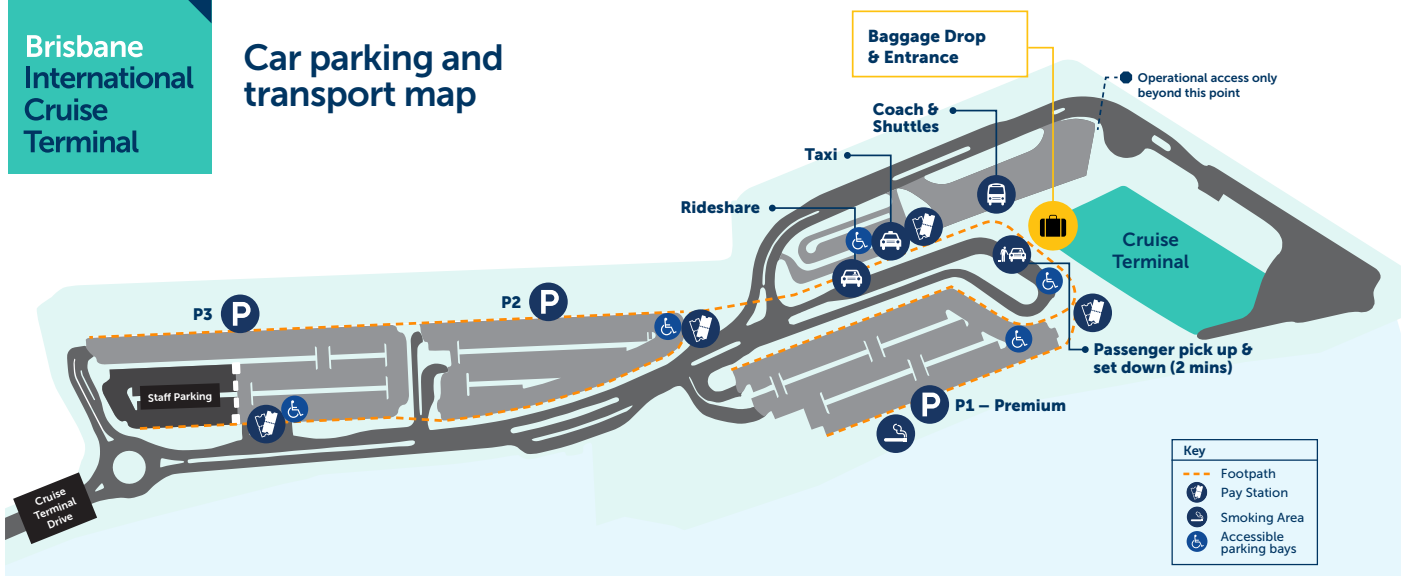 Brisbane
International
Cruise
Terminal
Car parking and
transport map
Baggage Drop
& Entrance
Operational access only
beyond this point
Coach &
Shuttles
Taxi
Rideshare
Cruise
Terminal
P3
P
P2
P
Staff Parking
Passenger pick up &
set down (2 mins)
P
P1 – Premium
Cruise
Terminal
Drive
Key
Footpath
Pay Station
Smoking Area
Accessible
parking bays